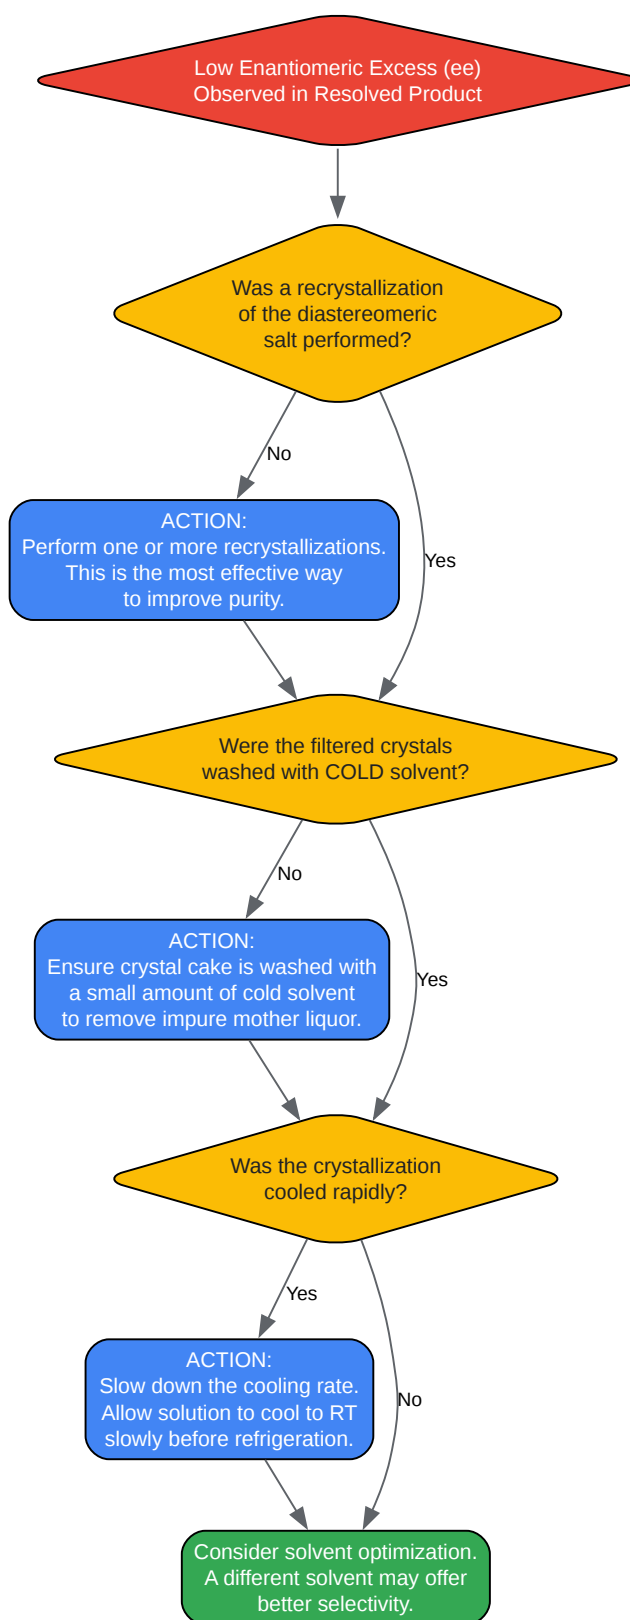 Low Enantiomeric Excess (ee)
Observed in Resolved Product
Was a recrystallization
of the diastereomeric
salt performed?
No
Yes
ACTION:
Perform one or more recrystallizations.
This is the most effective way
to improve purity.
Were the filtered crystals
washed with COLD solvent?
No
Yes
ACTION:
Ensure crystal cake is washed with
a small amount of cold solvent
to remove impure mother liquor.
Was the crystallization
cooled rapidly?
Yes
No
ACTION:
Slow down the cooling rate.
Allow solution to cool to RT
slowly before refrigeration.
Consider solvent optimization.
A different solvent may offer
better selectivity.